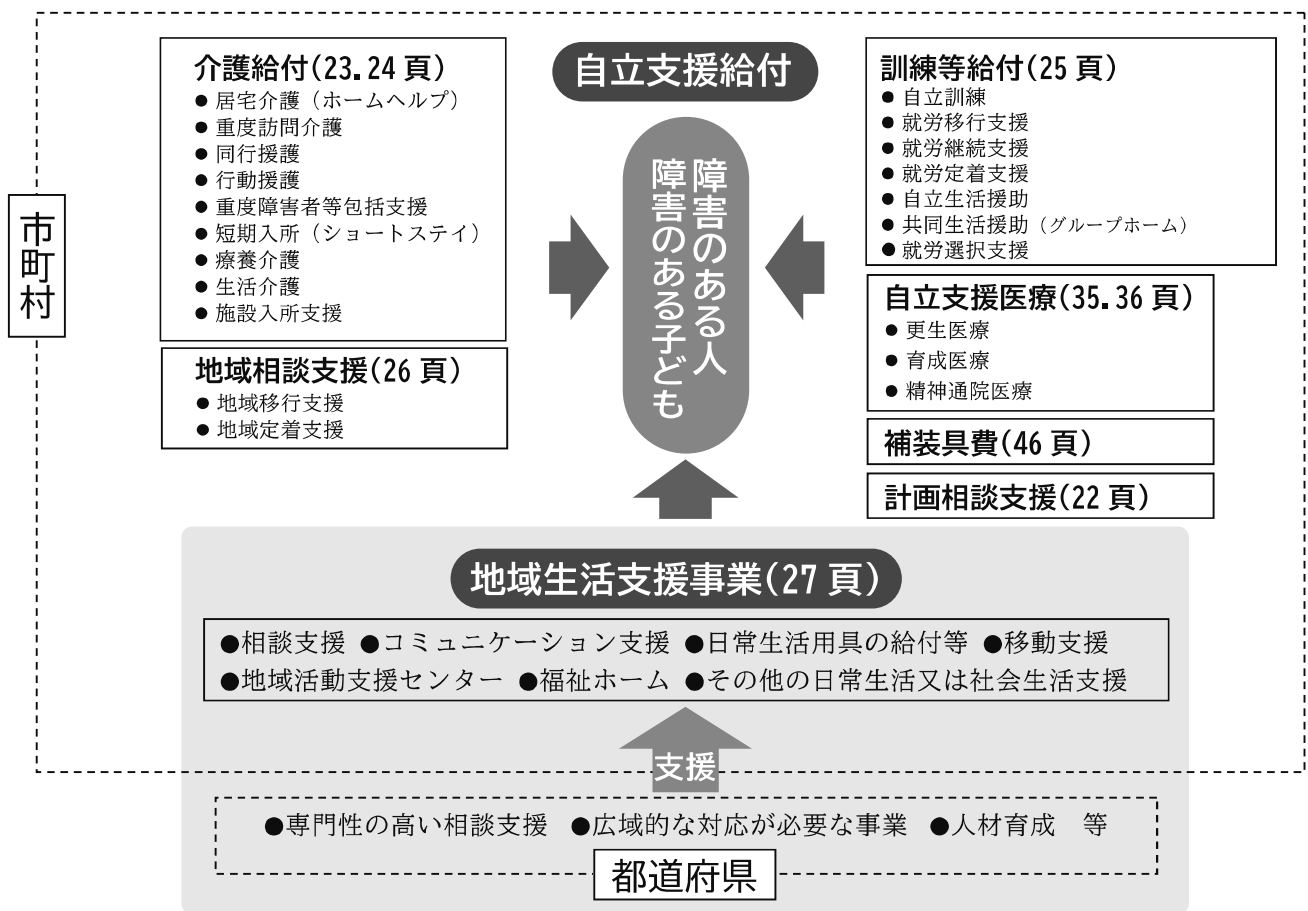 市町村
介護給付(23.24頁)
● 居宅介護（ホームヘルプ）
● 重度訪問介護
● 同行援護
● 行動援護
● 重度障害者等包括支援
● 短期入所（ショートステイ）
● 療養介護
● 生活介護
● 施設入所支援
地域相談支援(26頁)
● 地域移行支援
● 地域定着支援
自立支援給付
障害のある人
障害のある子ども
訓練等給付(25頁)
● 自立訓練
● 就労移行支援
● 就労継続支援
● 就労定着支援
● 自立生活援助
● 共同生活援助（グループホーム）
● 就労選択支援
自立支援医療(35.36頁)
● 更生医療
● 育成医療
● 精神通院医療
補装具費(46頁)
計画相談支援(22頁)
地域生活支援事業(27頁)
●相談支援 ●コミュニケーション支援 ●日常生活用具の給付等 ●移動支援
●地域活動支援センター ●福祉ホーム ●その他の日常生活又は社会生活支援
支援
●専門性の高い相談支援 ●広域的な対応が必要な事業 ●人材育成　等
都道府県